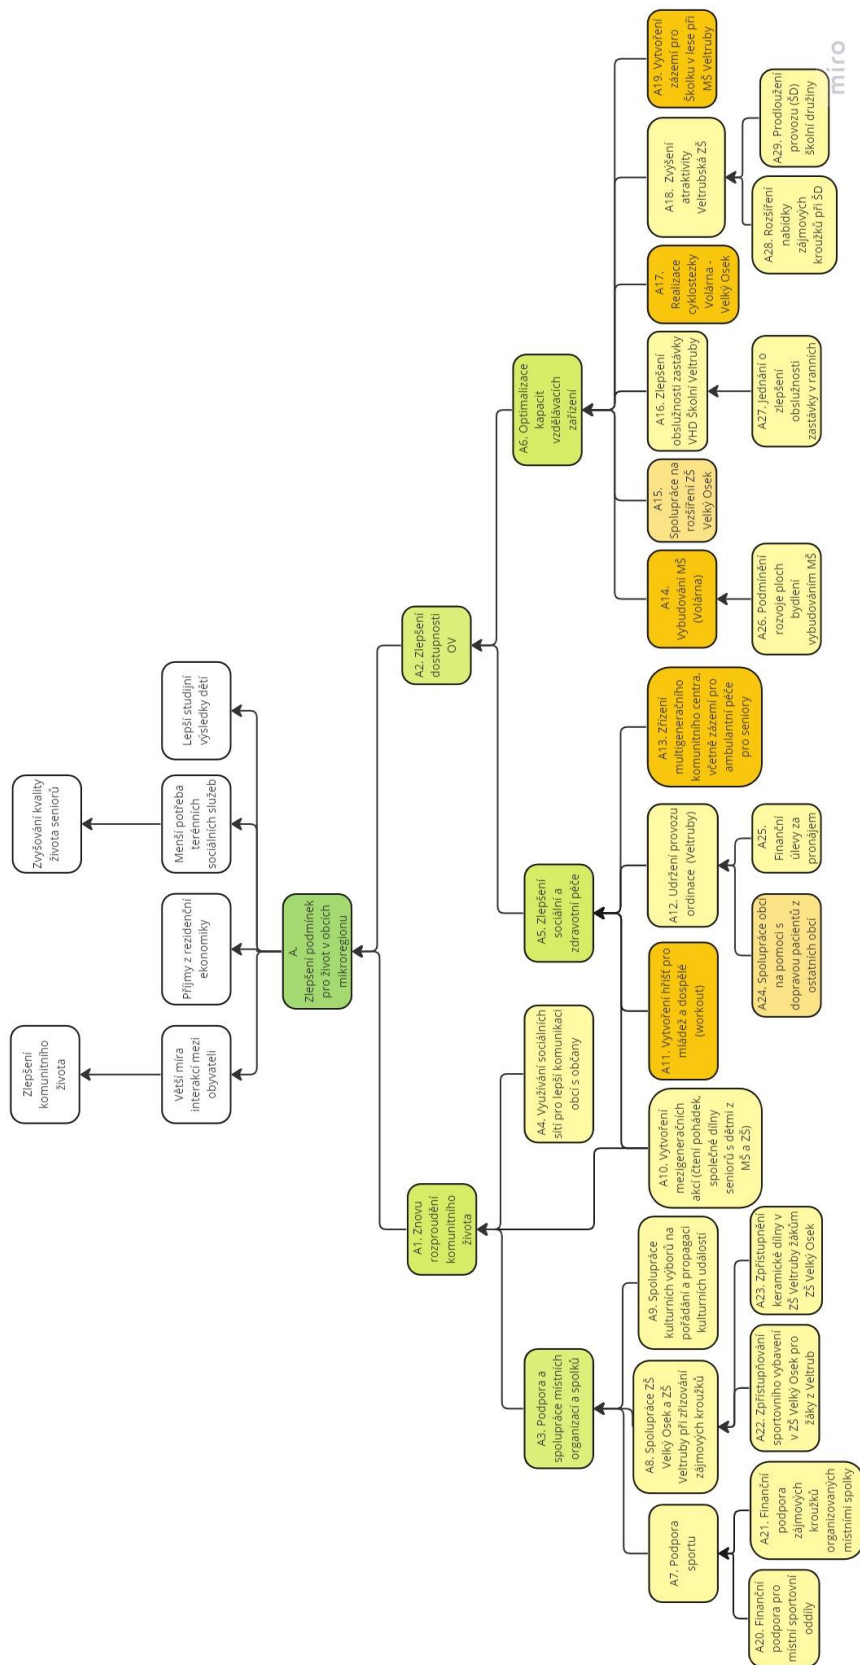 Zlepšení
komunitního
života
Zvyšování kvality
života seniorů
Větší míra
interakcí mezi
obyvateli
Příjmy z rezidenční
ekonomiky
Menší potřeba
terénních
sociálních služeb
Lepší studijní
výsledky dětí
A.
Zlepšení podmínek
pro život v obcích
mikroregionu
A1. Znovu
rozproudění
komunitního
života
A2. Zlepšení
dostupnosti
OV
A3. Podpora a
spolupráce místních
organizací a spolků
A4. Využívání sociálních
sítí pro lepší komunikaci
obcí s občany
A5. Zlepšení
sociální a
zdravotní péče
A6. Optimalizace
kapacit
vzdělávacích
zařízení
A7. Podpora
sportu
A8. Spolupráce ZŠ
Velký Osek a ZŠ
Veltruby při zřizování
zájmových kroužků
A9. Spolupráce
kulturních výborů na
pořádání a propagaci
kulturních událostí
A10. Vytvoření
mezigeneračních
akcí (čtení pohádek,
společné dílny
seniorů s dětmi z
MŠ a ZŠ)
A11. Vytvoření hřišť pro
mládež a dospělé
(workout)
A12. Udržení provozu
ordinace (Veltruby)
A13. Zřízení
multigeneračního
komunitního centra,
včetně zázemí pro
ambulantní péče
pro seniory
A14.
Vybudování MŠ
(Volárna)
A15.
Spolupráce na
rozšíření ZŠ
Velký Osek
A16. Zlepšení
obslužnosti zastávky
VHD Školní Veltruby
A17.
Realizace
cyklostezky
Volárna -
Velký Osek
A18. Zvýšení
atraktivity
Veltrubská ZŠ
A19. Vytvoření
zázemí pro
Školku v lese při
MŠ Veltruby
A20. Finanční
podpora pro
místní sportovní
oddíly
A21. Finanční
podpora
zájmových
kroužků
organizovaných
místními spolky
A22. Zpřístupňování
sportovního vybavení
v ZŠ Velký Osek pro
žáky z Veltrub
A23. Zpřístupnění
keramické dílny v
ZŠ Veltruby žákům
ZŠ Velký Osek
A24. Spolupráce obcí
na pomoci s
dopravou pacientů z
ostatních obcí
A25.
Finanční
úlevy za
pronájem
A26. Podmínění
rozvoje ploch
bydlení
vybudováním MŠ
A27. Jednání o
zlepšení
obslužnosti
zastávky v ranních
A28. Rozšíření
nabídky
zájmových
kroužků při ŠD
A29. Prodloužení
provozu (ŠD)
školní družiny
miro